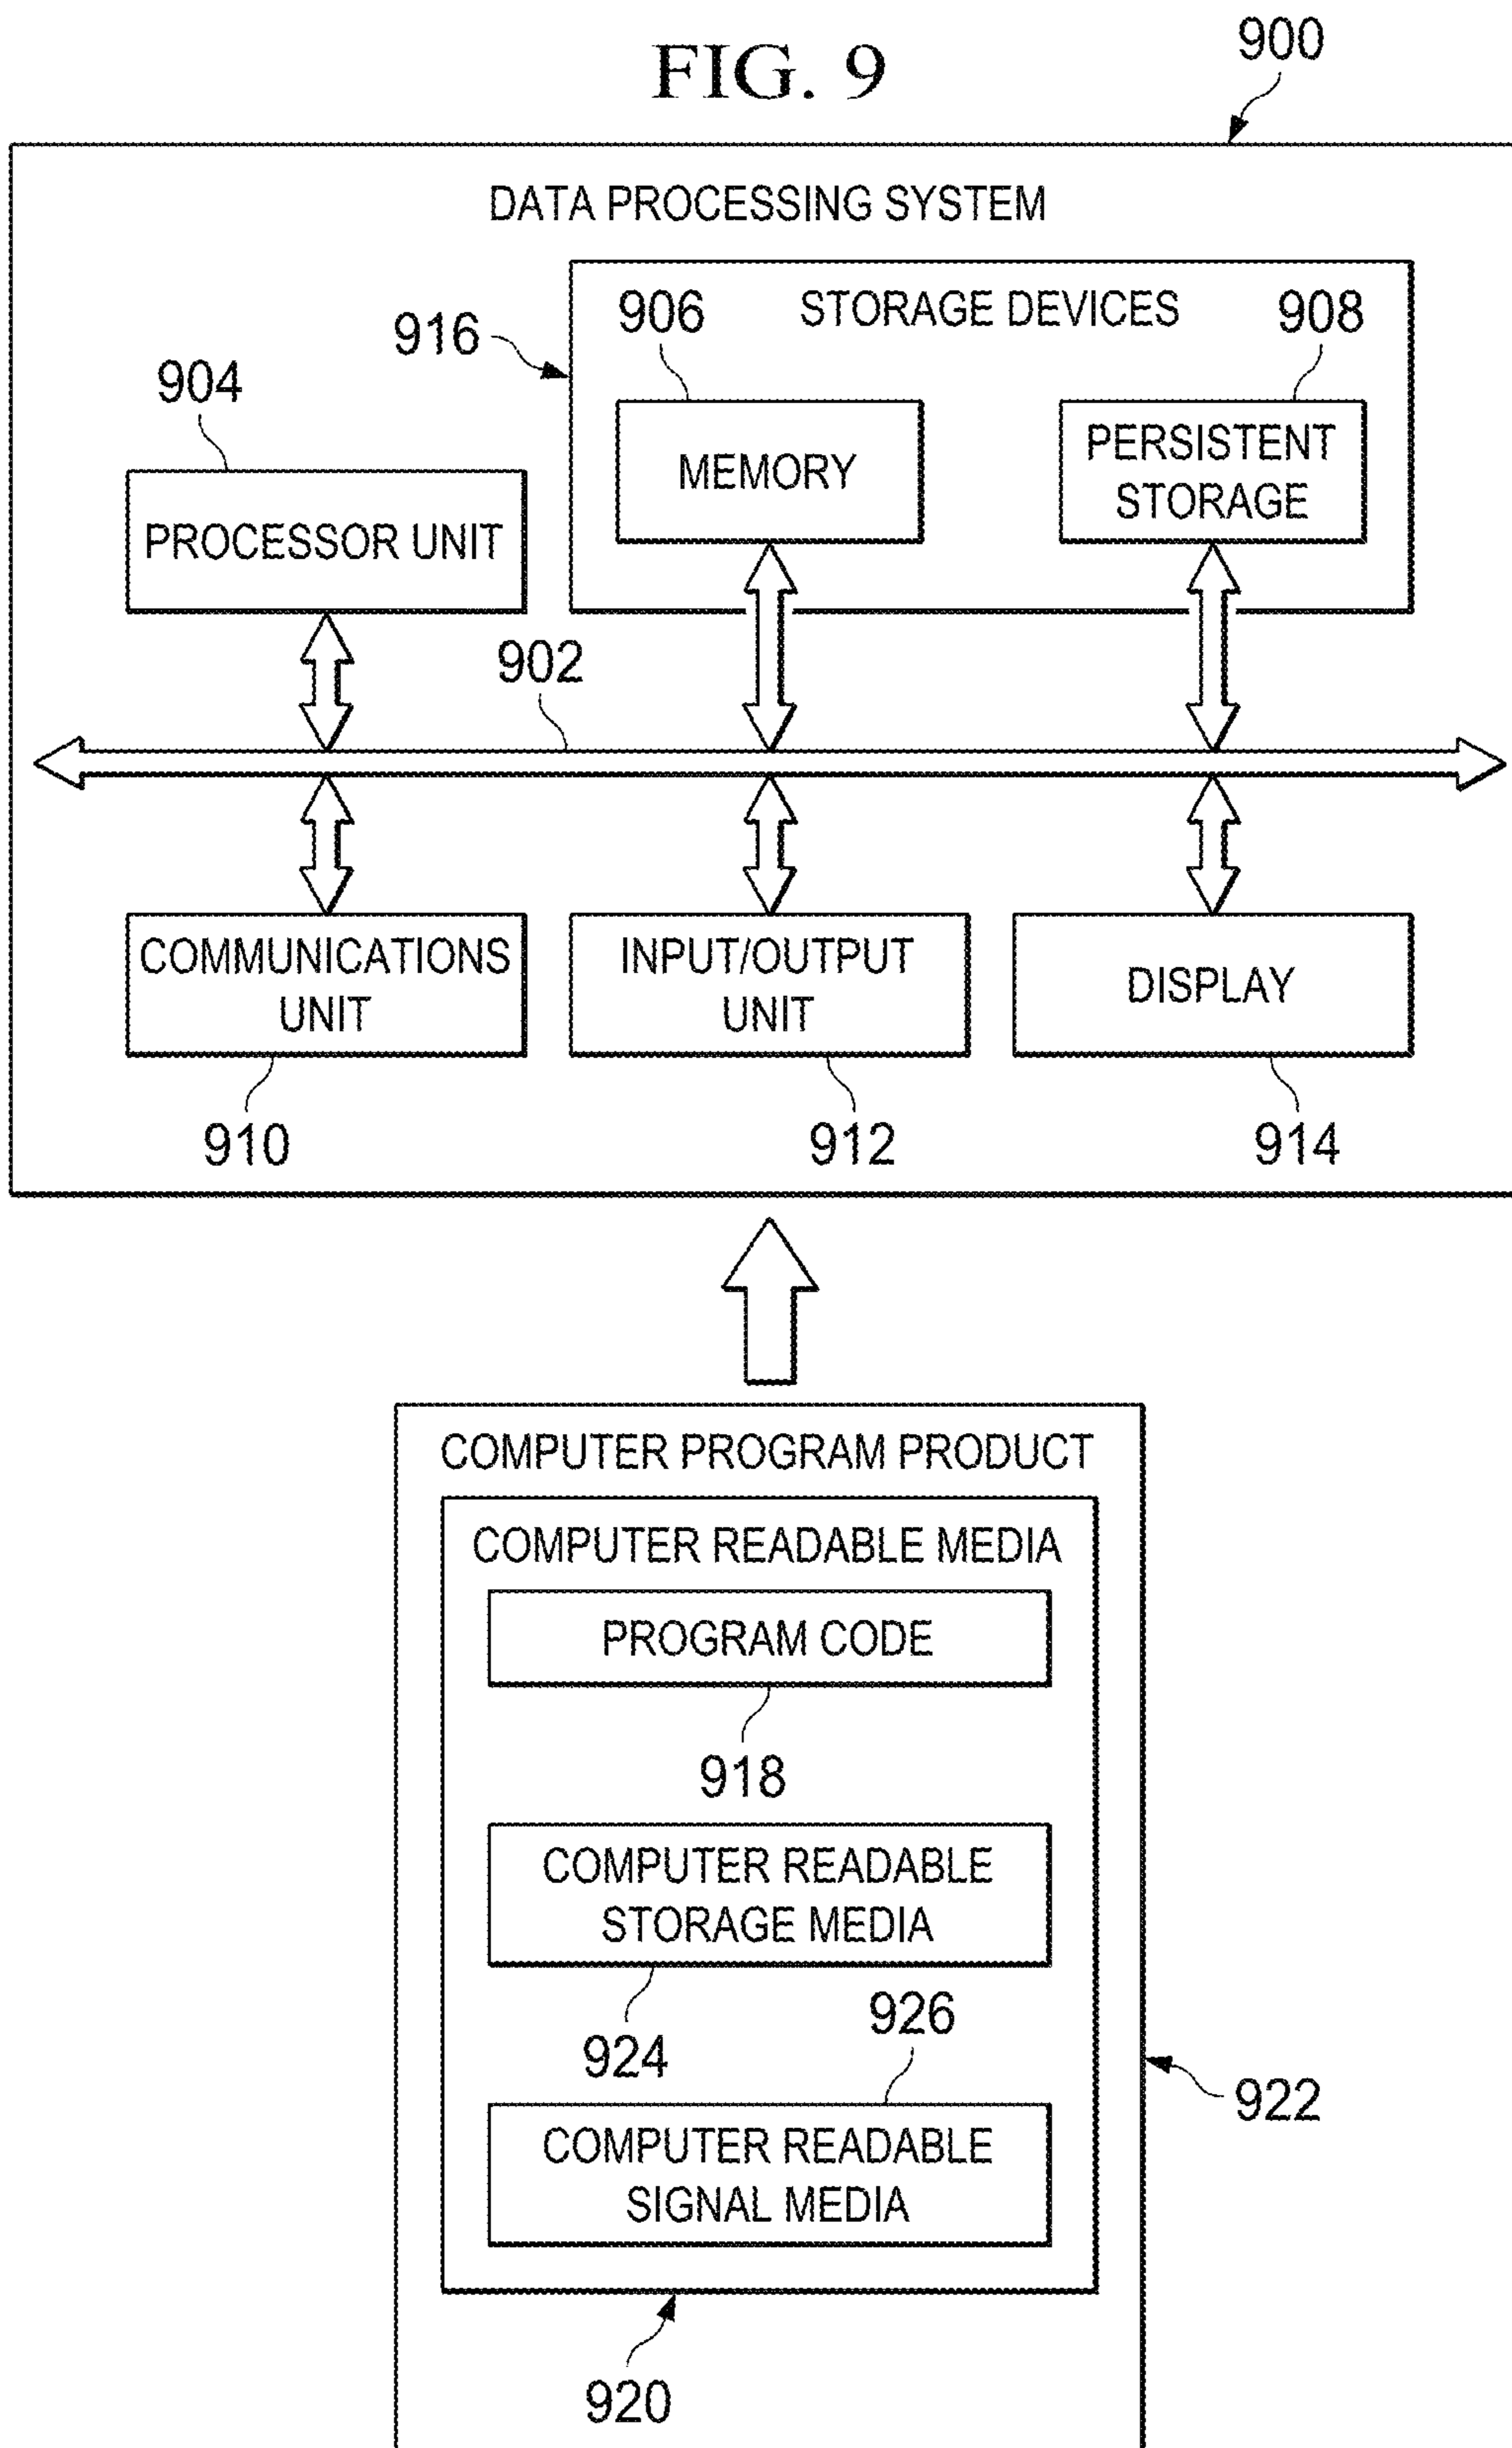 FIG. 9
900
DATA PROCESSING SYSTEM
916
906
STORAGE DEVICES
908
904
MEMORY
PERSISTENT
STORAGE
PROCESSOR UNIT
902
COMMUNICATIONS
UNIT
INPUT/OUTPUT
UNIT
DISPLAY
910
912
914
COMPUTER PROGRAM PRODUCT
COMPUTER READABLE MEDIA
PROGRAM CODE
918
COMPUTER READABLE
STORAGE MEDIA
924
926
922
COMPUTER READABLE
SIGNAL MEDIA
920